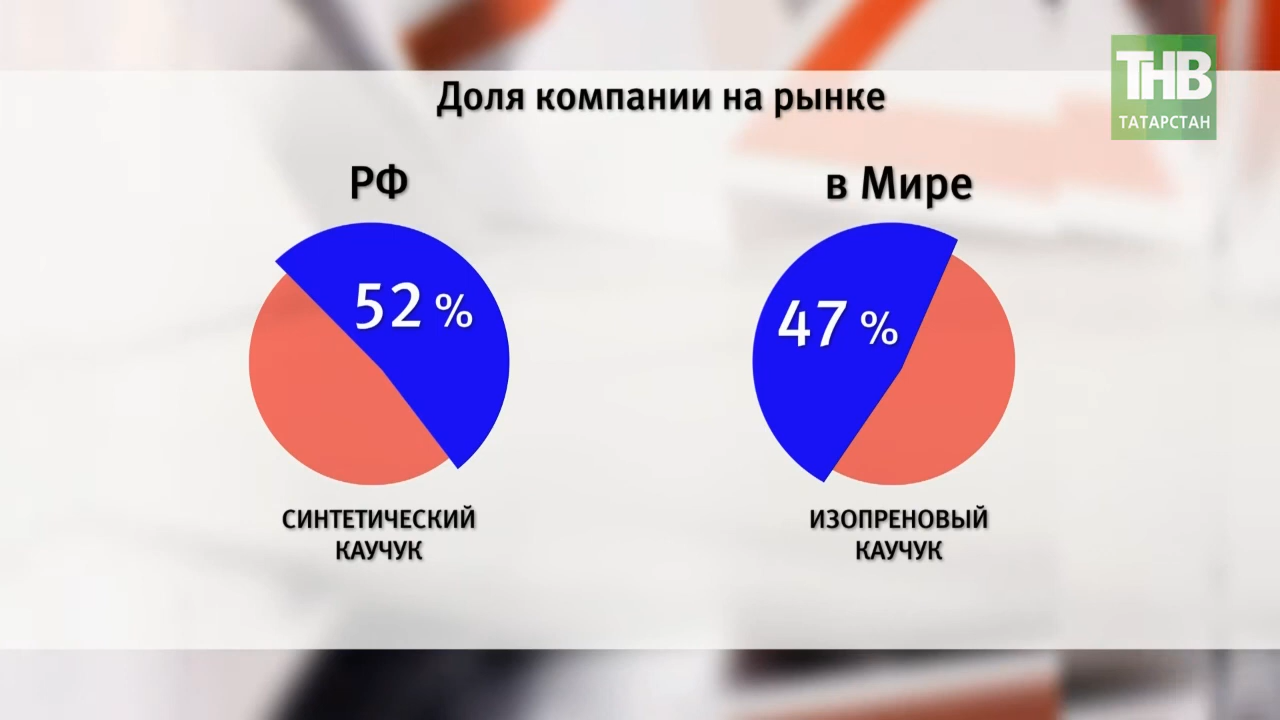 Доля компании на рынке
ТНВ
ТАТАРСТАН
РФ
в Мире
52 %
47 %
СИНТЕТИЧЕСКИЙ
КАУЧУК
ИЗОПРЕНОВЫЙ
КАУЧУК